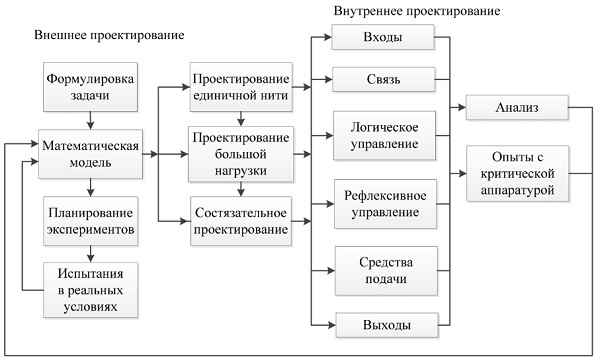 Внешнее проектирование
Внутреннее проектирование
Формулировка
задачи
Математическая
модель
Планирование
экспериментов
Испытания
в реальных
условиях
Проектирование
единичной нити
Проектирование
большой
нагрузки
Состязательное
проектирование
Входы
Связь
Логическое
управление
Рефлексивное
управление
Средства
подачи
Выходы
Анализ
Опыты с
критической
аппаратурой